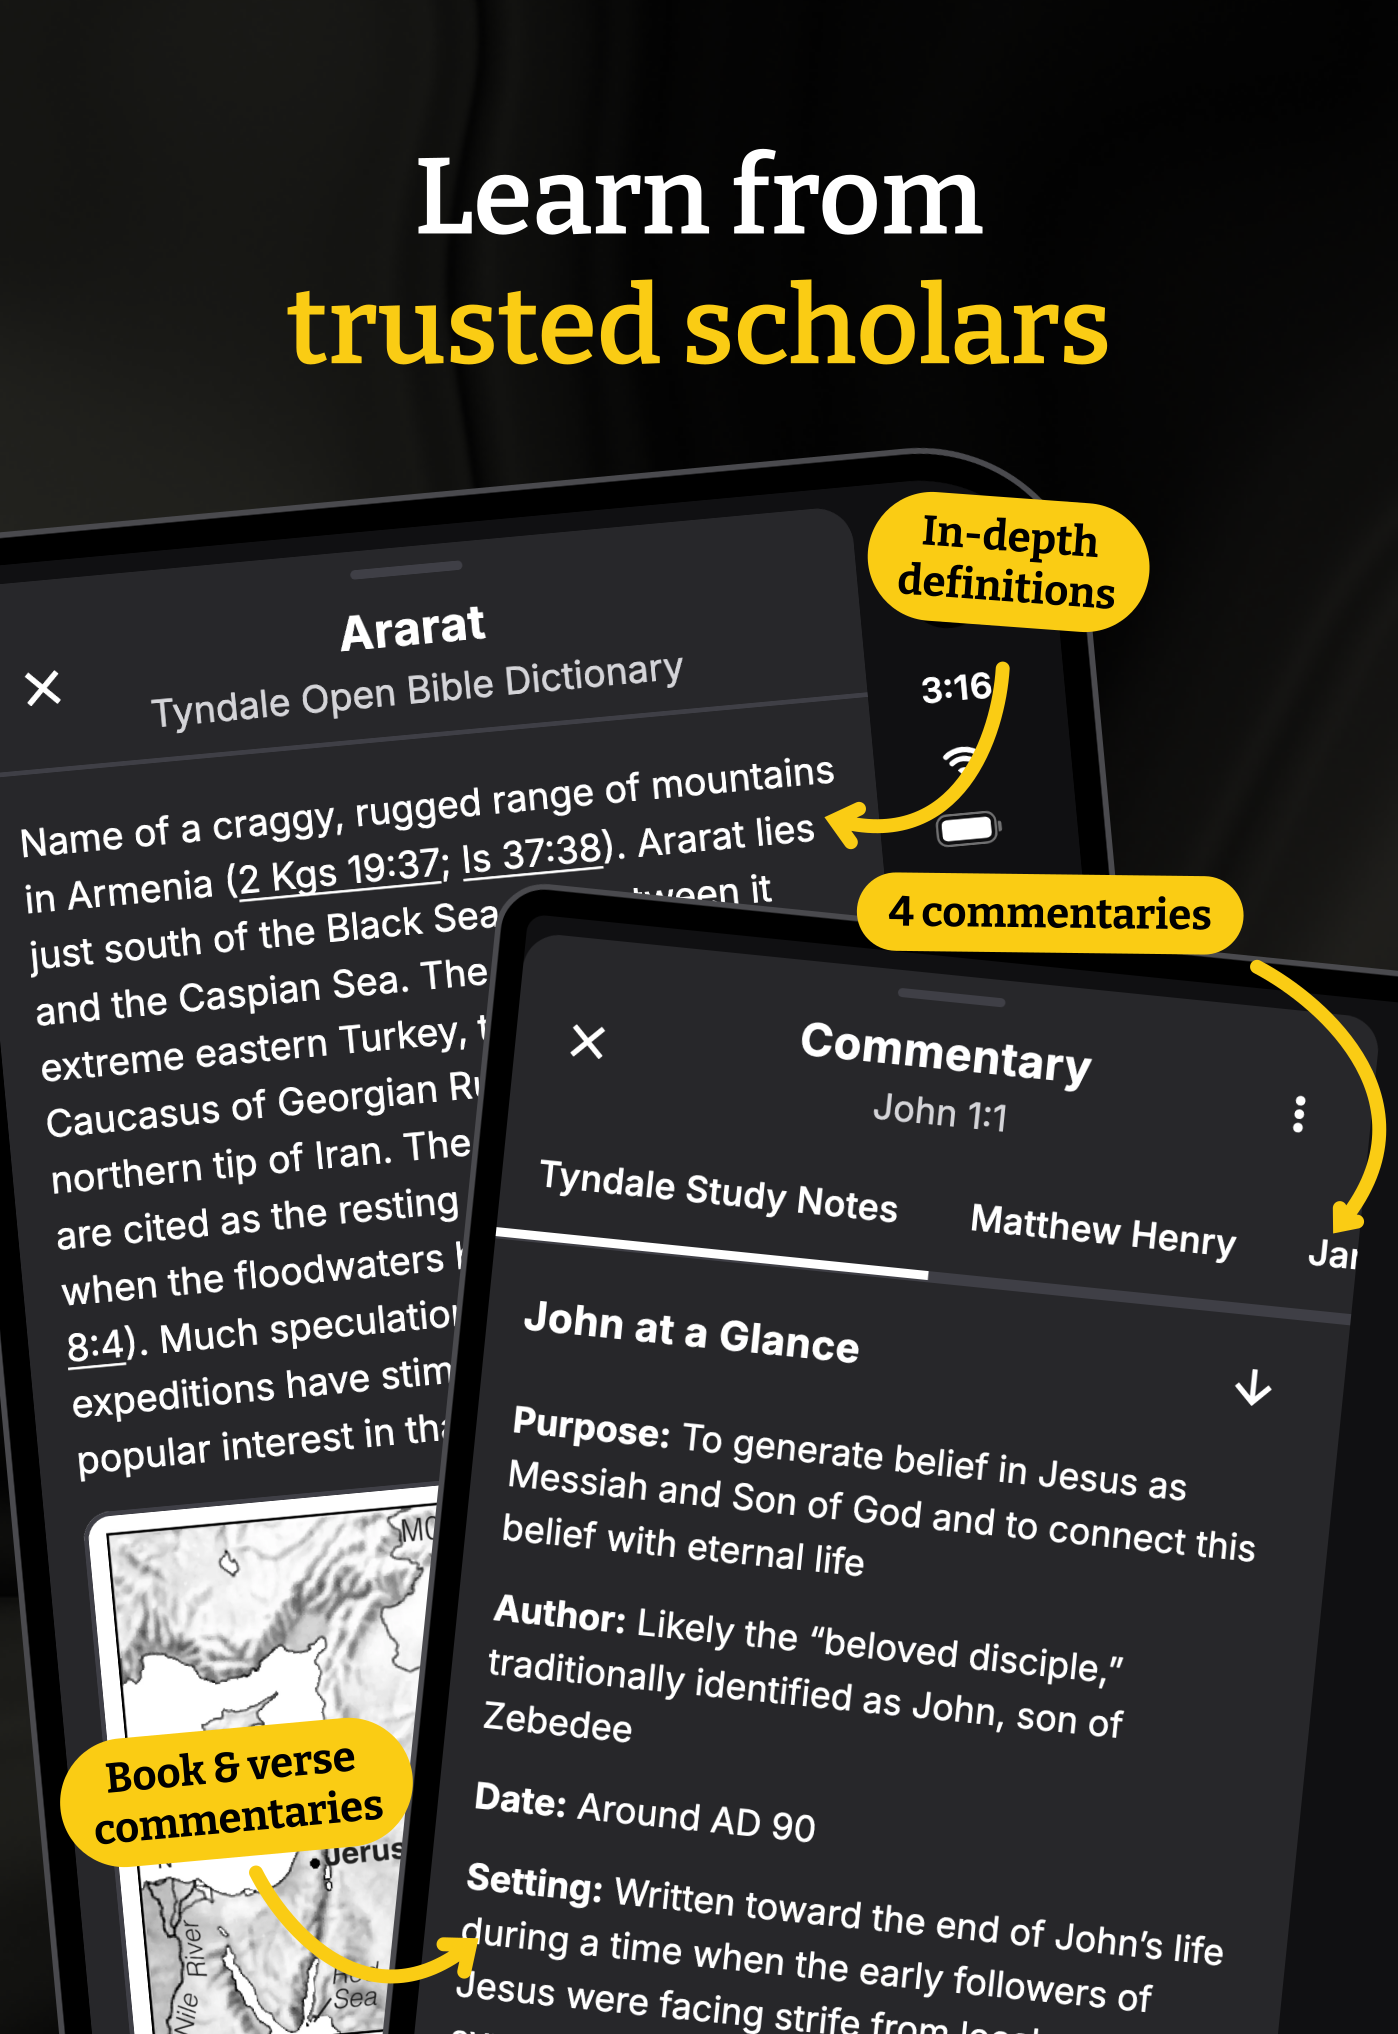 Learn from
trusted scholars
In-depth
definitions
Ararat
Tyndale Open Bible Dictionary
3:16
Name of a craggy, rugged range of mountains
in Armenia (2 Kgs 19:37; Is 37:38). Ararat lies
just south of the Black Sea
it
and the Caspian Sea. The
extreme eastern Turkey,
Caucasus of Georgian
northern tip of Iran. The
are cited as the resting
when the floodwaters
8:4). Much
expeditions have
popular interest in
4 commentaries
Commentary
John 1:1
Tyndale Study Notes
Matthew Henry
John at a Glance
Purpose: To generate belief in Jesus as
Messiah and Son of God and to connect this
belief with eternal life
Author: Likely the “beloved disciple,”
traditionally identified as John, son of
Zebedee
Date: Around AD 90
Setting: Written toward the end of John’s life
during a time when the early followers of
Jesus were facing strife from
Book & verse
commentaries
Nile River
Red
Sea